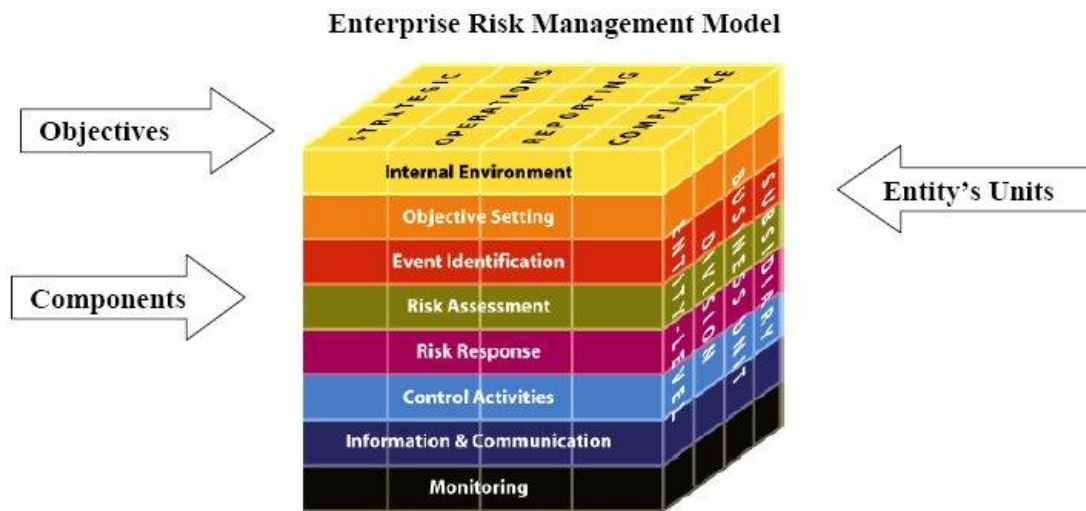 Enterprise Risk Management Model
Objectives
Components
Entity's Units
STRATEGIC
OPERATIONS
REPORTING
COMPLIANCE
Internal Environment
Objective Setting
Event Identification
Risk Assessment
Risk Response
Control Activities
Information & Communication
Monitoring
ENTITY-LEVEL
DIVISION
BUSINESS UNIT
SUBSIDIARY